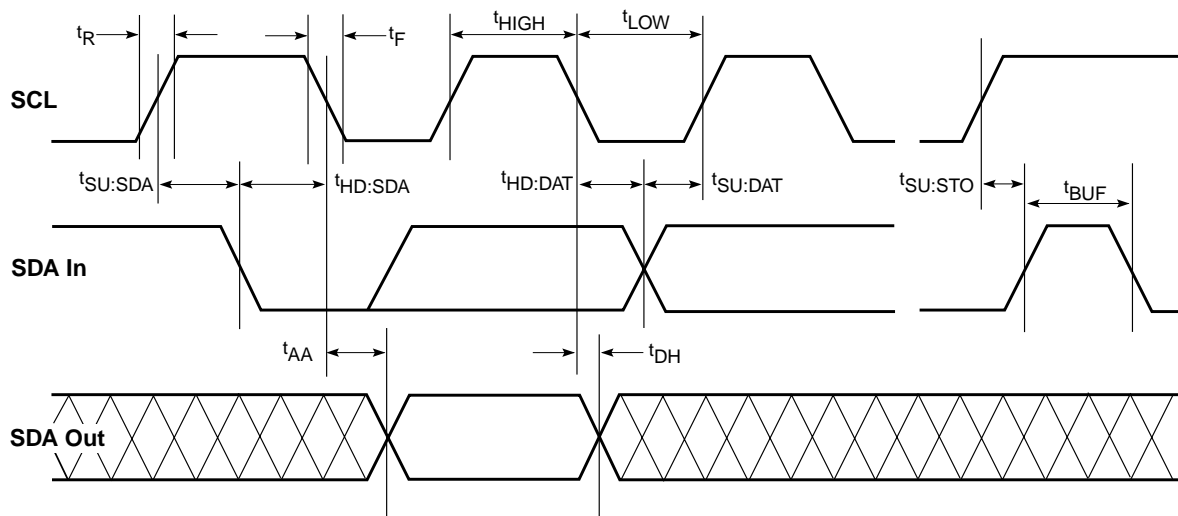 tR
tF
tHIGH
tLOW
SCL
tSU:SDA
tHD:SDA
tHD:DAT
tSU:DAT
tSU:STO
tBUF
SDA In
tAA
tDH
SDA Out